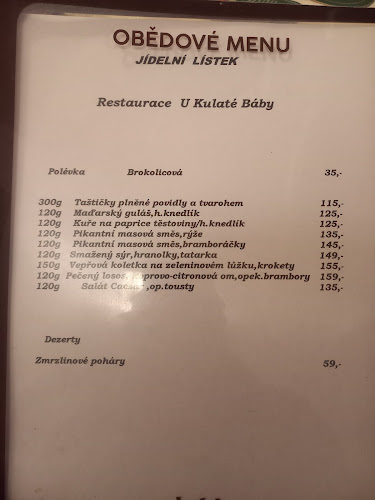 OBĚDOVÉ MENU
JÍDELNÍ LÍSTEK
Restaurace U Kulaté Báby
Polévka Brokolicová 35,-
300g Taštičky plněné povidly a tvarohem 115,-
120g Maďarský guláš,h.knedlík 125,-
120g Kuře na paprice těstoviny/h.knedlík 125,-
120g Pikantní masová směs,rýže 135,-
120g Pikantní masová směs,bramboráčky 145,-
120g Smažený sýr,hranolky,tatarka 149,-
150g Vepřová koletka na zeleninovém lůžku,krokety 155,-
120g Pečený losos, koprovo-citronová om,opek.brambory 159,-
120g Salát Caesar ,op.tousty 135,-
Dezerty
Zmrzlinové poháry 59,-